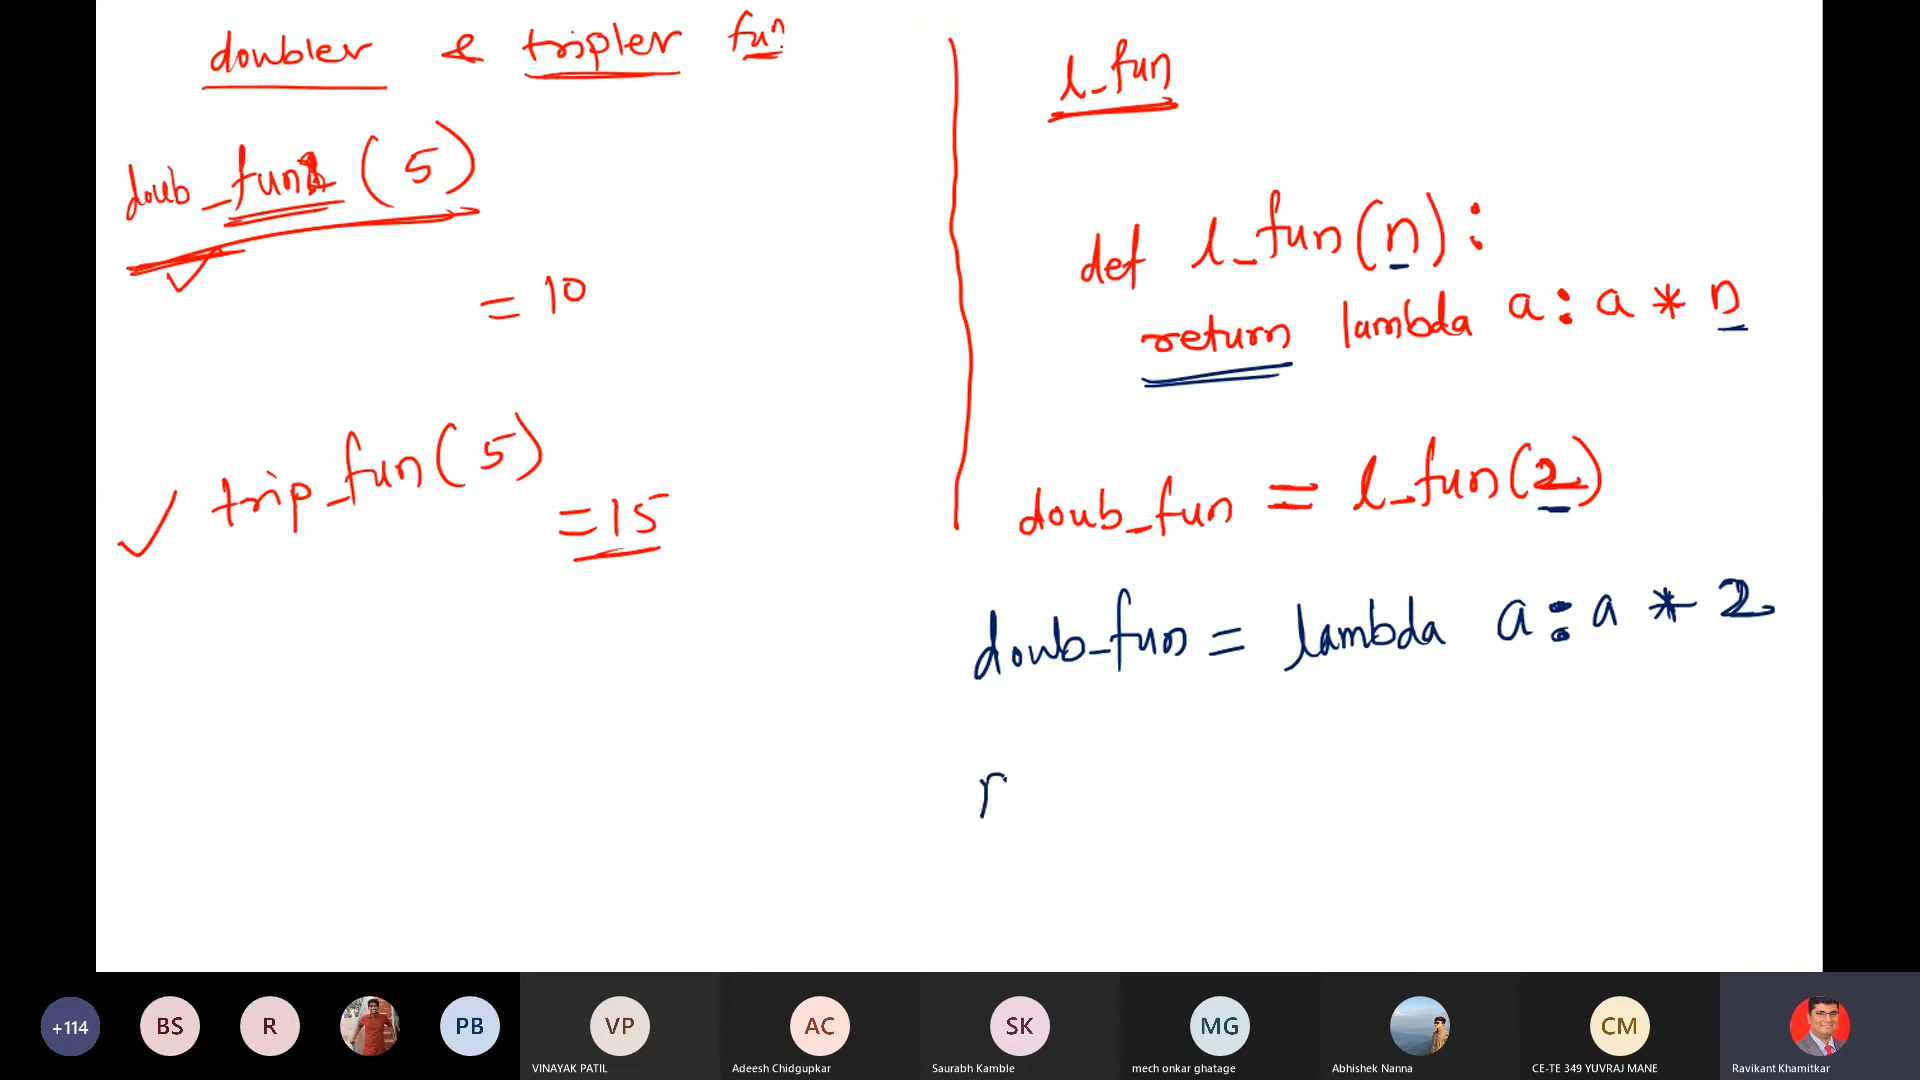 doubler & tripler fun
doub_fun (5)
= 10
trip_fun(5)
=15
l_fun
def l_fun(n):
return lambda a:a * n
doub_fun = l_fun(2)
doub_fun = lambda a:a * 2
r
+114 BS R PB VP AC SK MG CM
VINAYAK PATIL Adeesh Chidgupkar Saurabh Kamble mech onkar ghatage Abhishek Nanna CE-TE 349 YUVRAJ MANE Ravikant Khamitkar